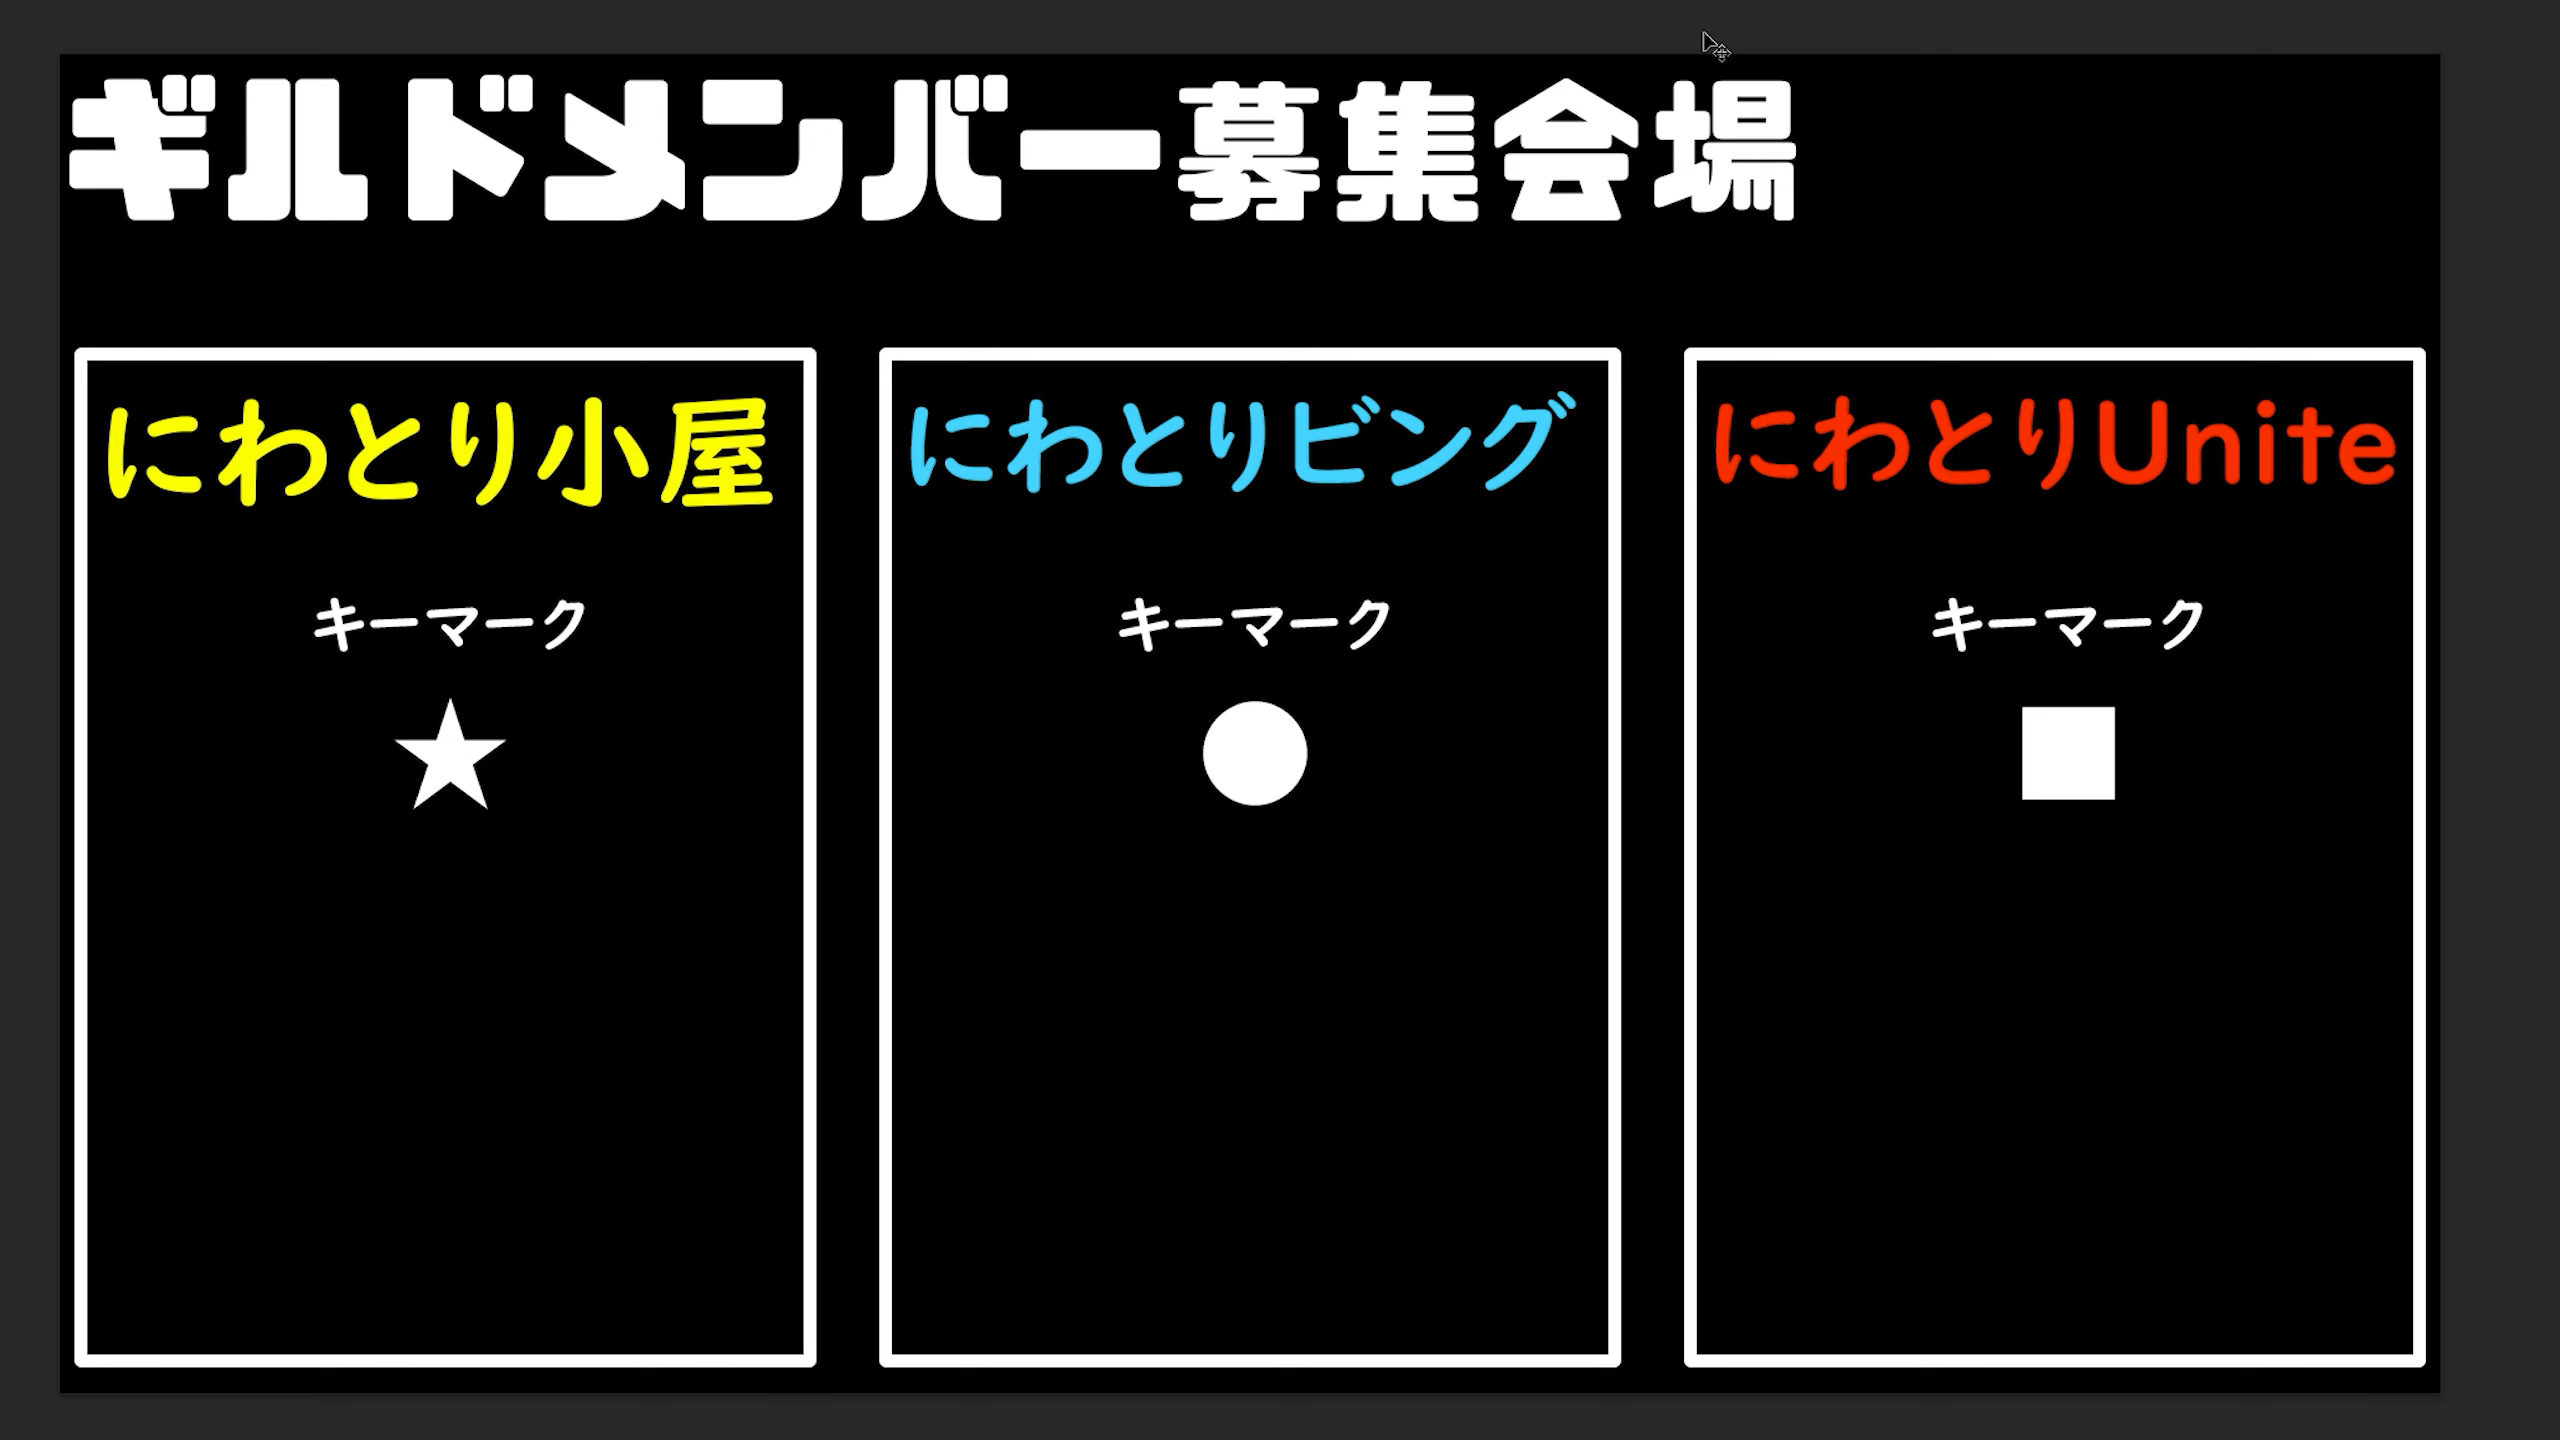 ギルドメンバー募集会場
にわとり小屋
キーマーク
★
にわとりビング
キーマーク
●
にわとりUnite
キーマーク
■